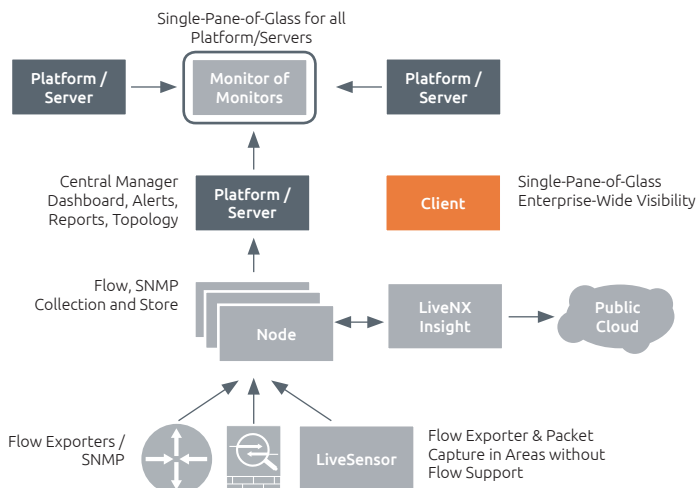 Single-Pane-of-Glass for all
Platform/Servers
Platform /
Server
Monitor of
Monitors
Platform /
Server
Central Manager
Dashboard, Alerts,
Reports, Topology
Platform /
Server
Client
Single-Pane-of-Glass
Enterprise-Wide Visibility
Flow, SNMP
Collection and Store
Node
LiveNX
Insight
Public
Cloud
Flow Exporters /
SNMP
LiveSensor
Flow Exporter & Packet
Capture in Areas without
Flow Support